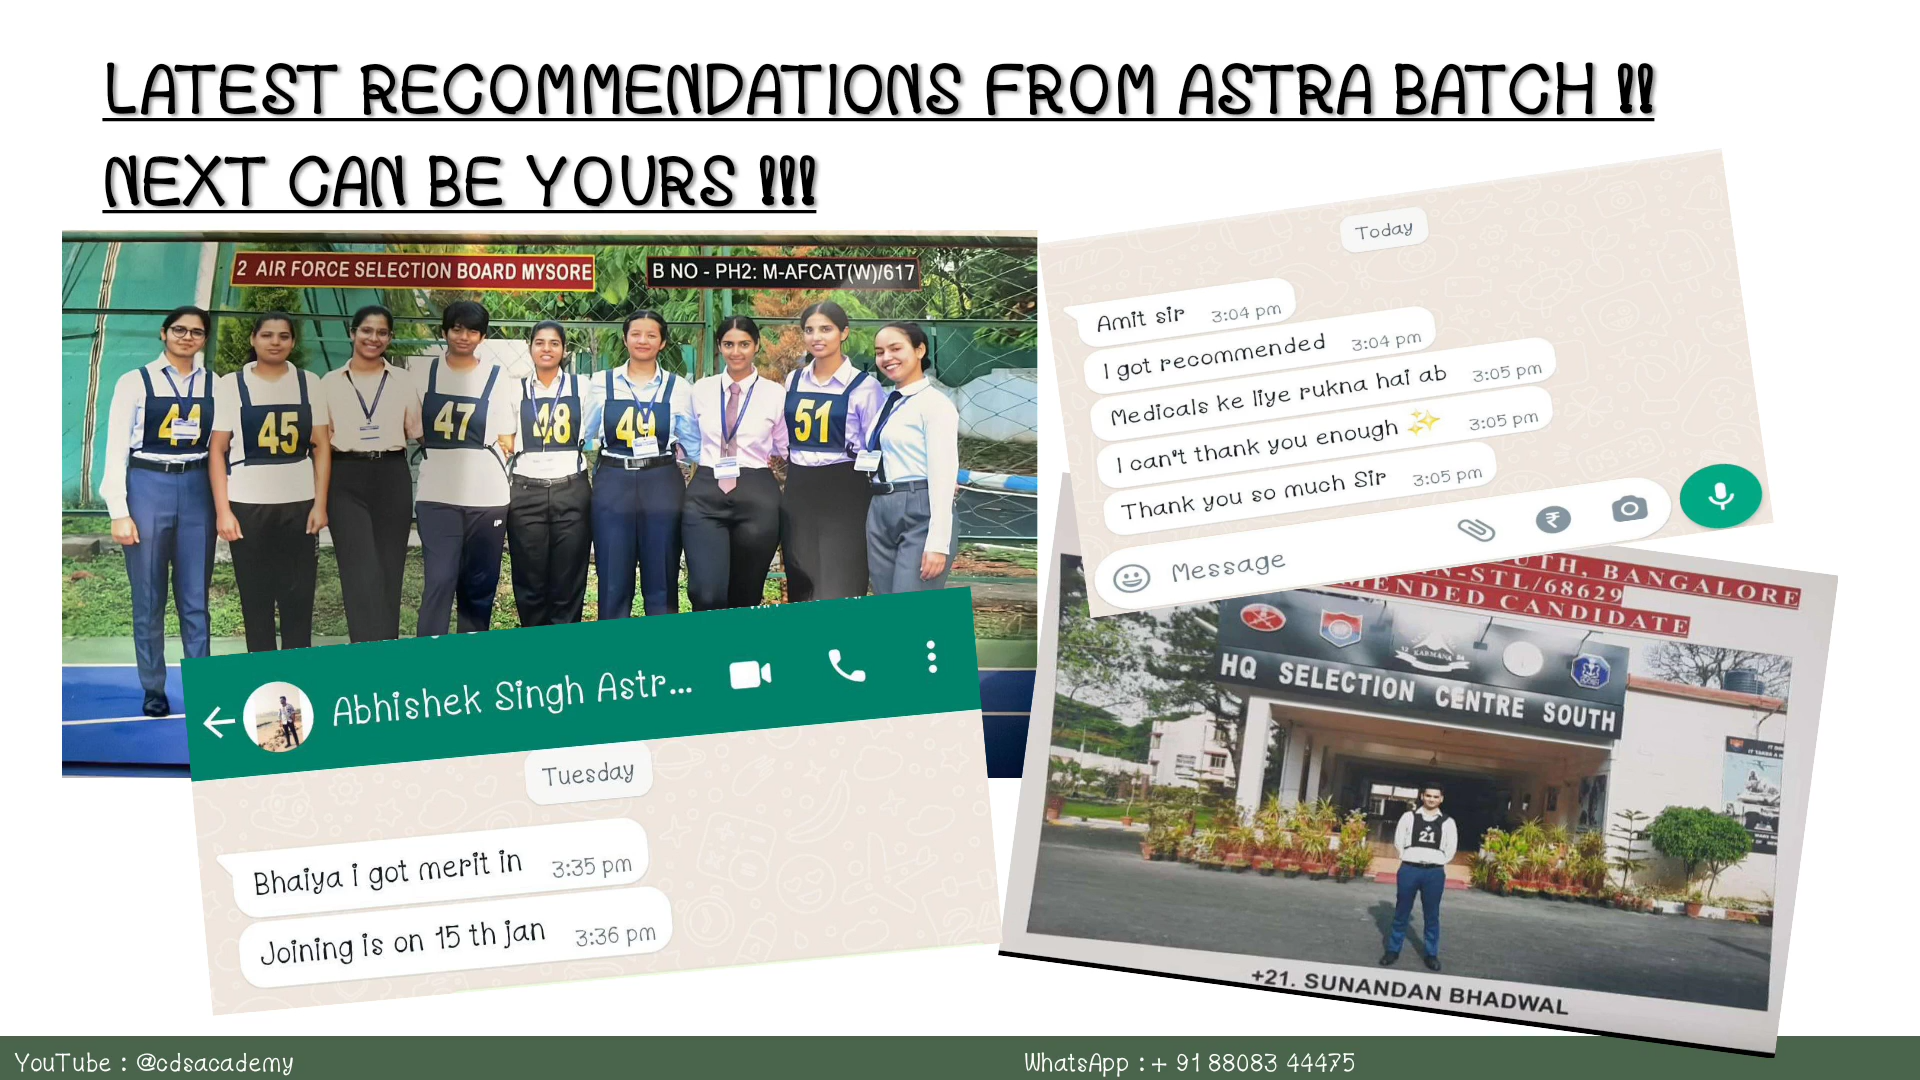 LATEST RECOMMENDATIONS FROM ASTRA BATCH !!
NEXT CAN BE YOURS !!!
2 AIR FORCE SELECTION BOARD MYSORE
B NO - PH2: M-AFCAT(W)/617
44
45
47
48
49
51
Today
Amit sir 3:04 pm
I got recommended 3:04 pm
Medicals ke liye rukna hai ab 3:05 pm
I can't thank you enough ✨ 3:05 pm
Thank you so much Sir 3:05 pm
Message
Abhishek Singh Astr...
Tuesday
Bhaiya i got merit in 3:35 pm
Joining is on 15 th jan 3:36 pm
BANGALORE
N-STL/68629
CANDIDATE
KARMANA
HQ SELECTION CENTRE SOUTH
21
+21. SUNANDAN BHADWAL
YouTube : @cdsacademy
WhatsApp : + 91 88083 44475